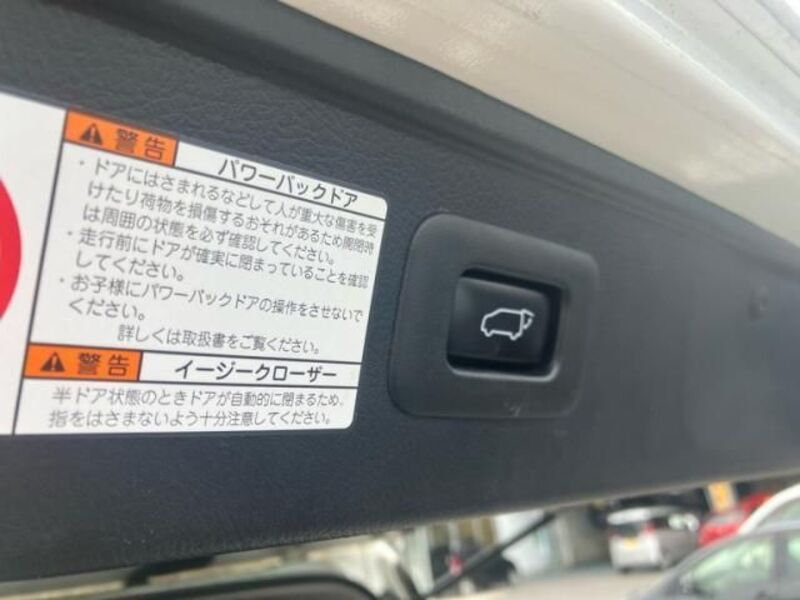 警告 パワーバックドア
・ドアにはさまれるなどして人が重大な傷害を受
けたり荷物を損傷するおそれがあるため開閉時
は周囲の状態を必ず確認してください。
・走行前にドアが確実に閉まっていることを確認
してください。
・お子様にパワーバックドアの操作をさせないで
ください。
詳しくは取扱書をご覧ください。
警告 イージークローザー
半ドア状態のときドアが自動的に閉まるため、
指をはさまないよう十分注意してください。